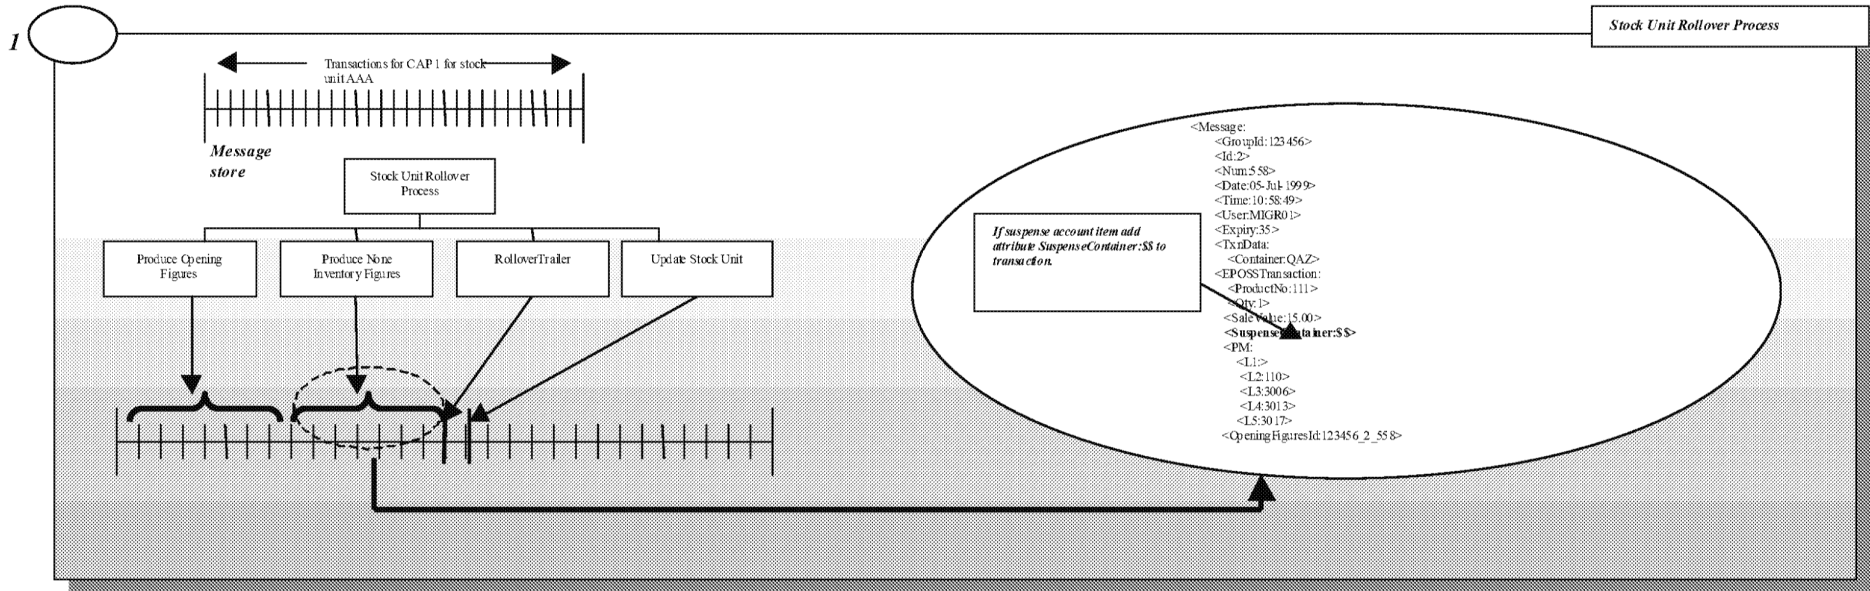 1
Stock Unit Rollover Process
Transactions for CAP 1 for stock
unit AAA
Message
store
Stock Unit Rollover
Process
Produce Opening
Figures
Produce None
Inventory Figures
RolloverTrailer
Update Stock Unit
If suspense account item add
attribute SuspenseContainer:$$ to
transaction.
<Message:
<GroupId:123456>
<Id:2>
<Num:558>
<Date:05-Jul-1999>
<Time:10:58:49>
<User:MIGR01>
<Expiry:35>
<TxnData:
<Container:QAZ>
<EPOSSTransaction:
<ProductNo:111>
<Qty:1>
<SaleValue:15.00>
<SuspenseContainer:$$>
<PM:
<L1:>
<L2:110>
<L3:3006>
<L4:3013>
<L5:3017>
<OpeningFiguresId:123456_2_558>